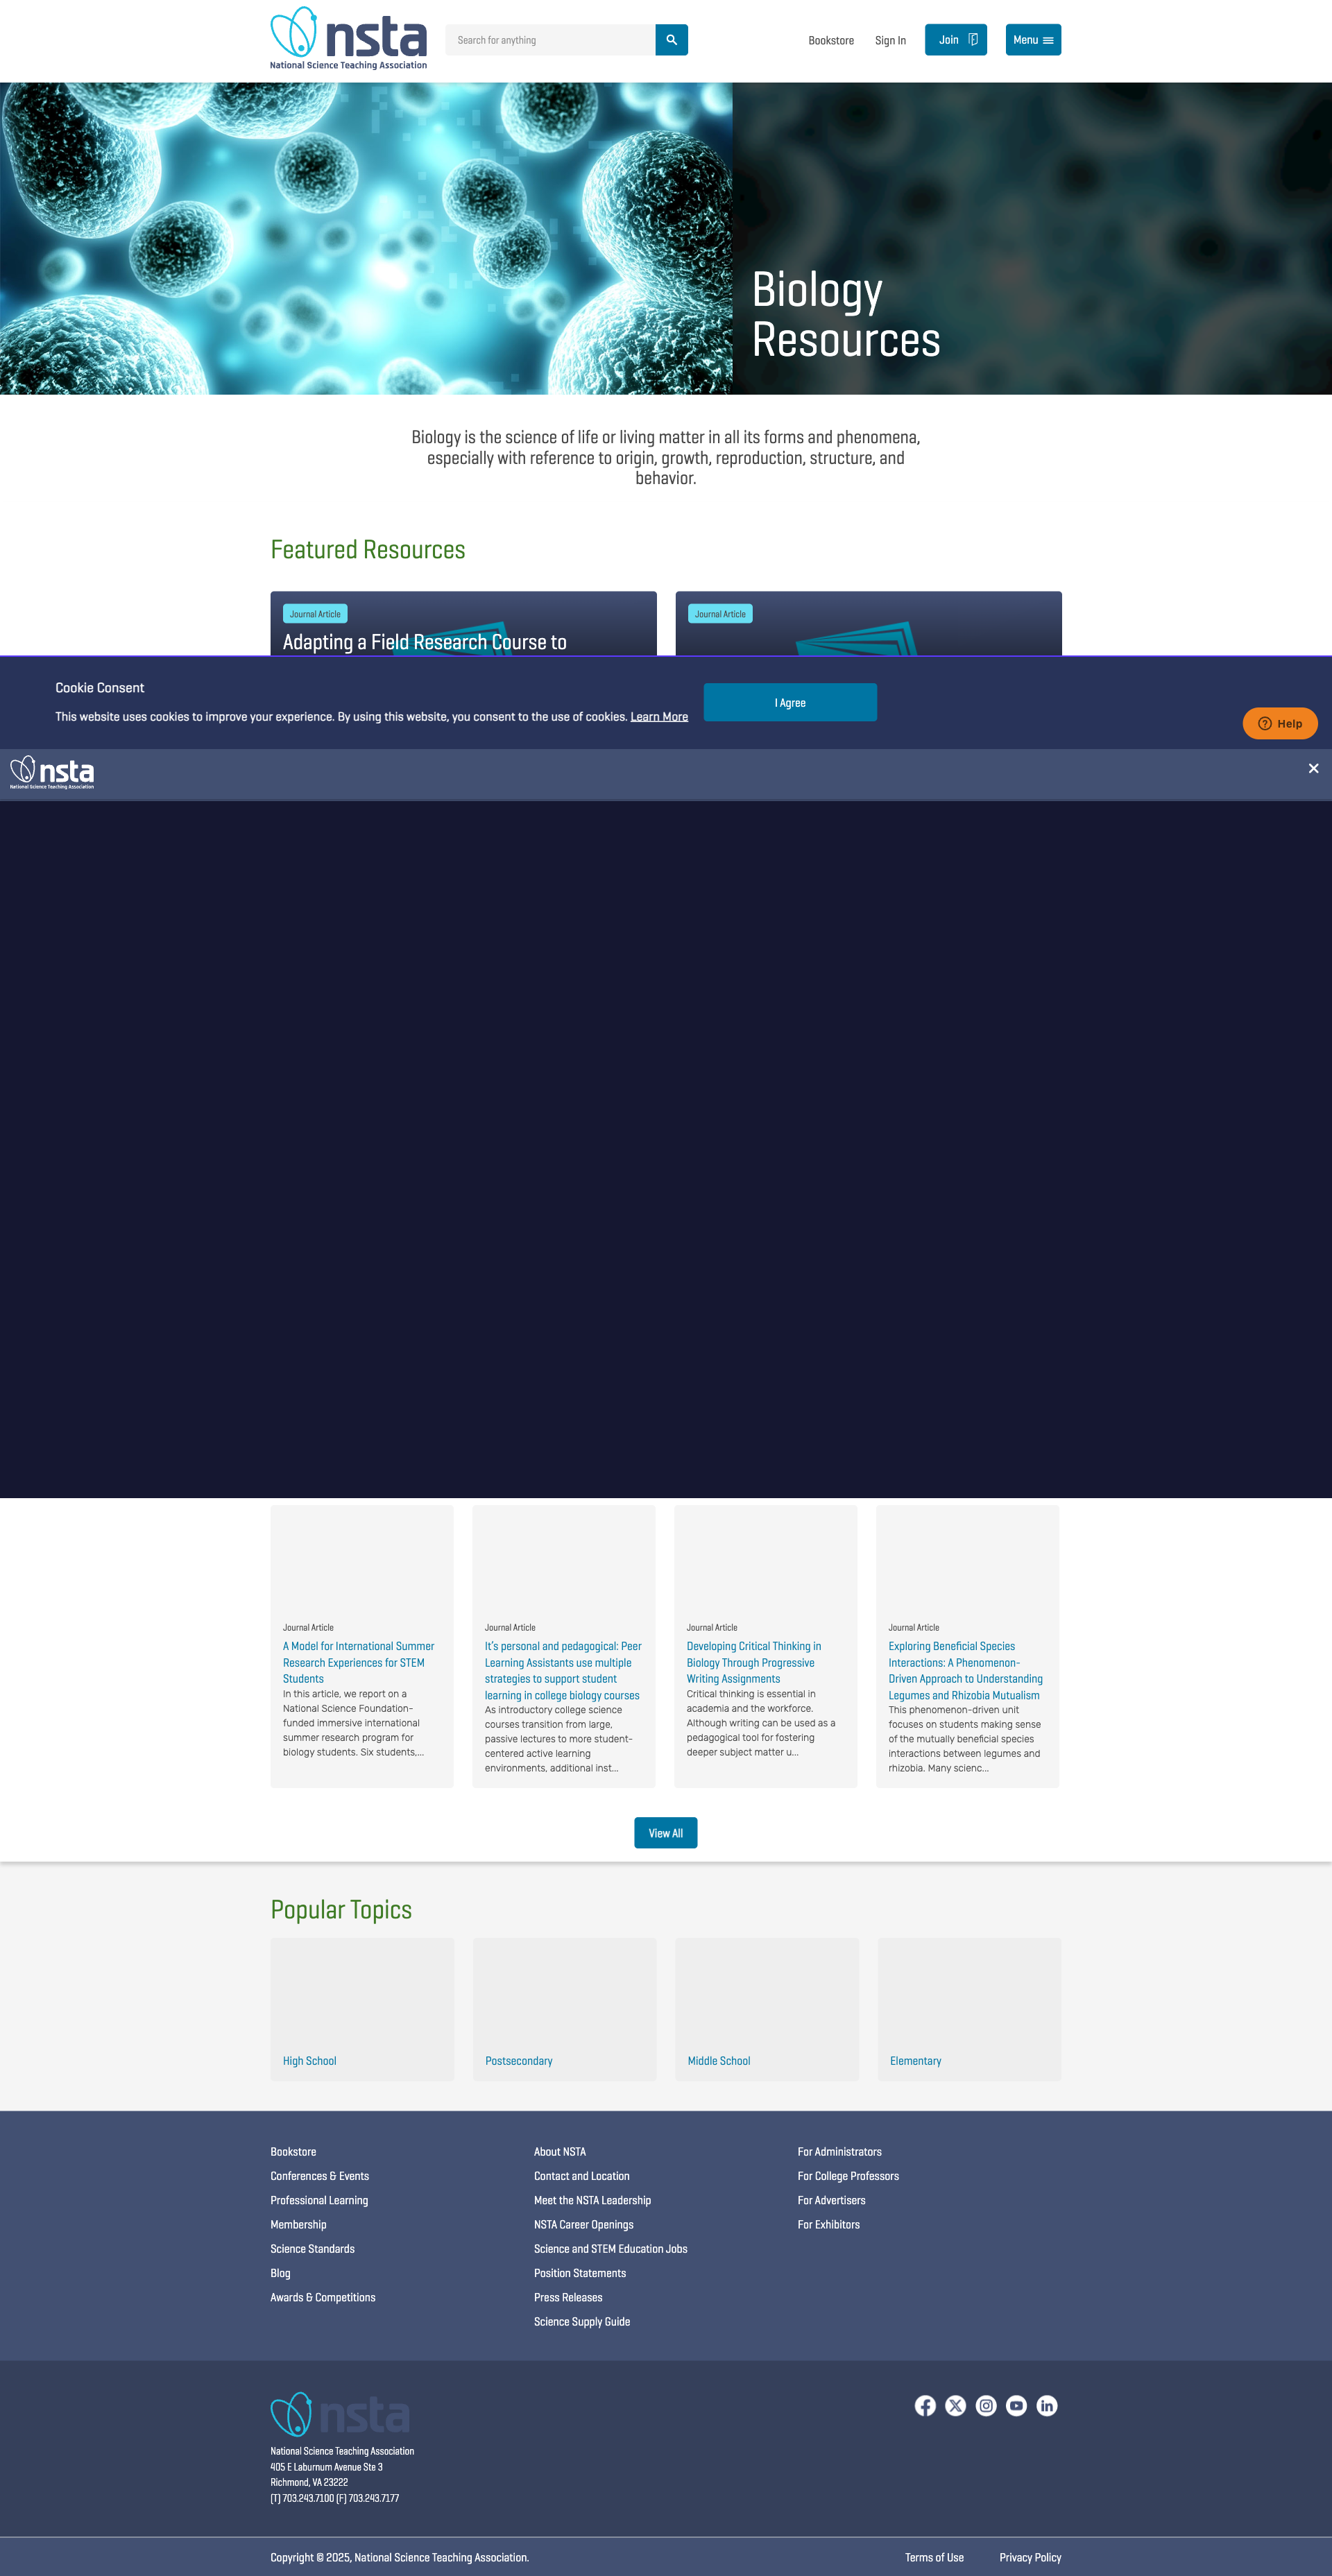 nsta
National Science Teaching Association
Search for anything
Bookstore
Sign In
Join
Menu
Biology
Resources
Biology is the science of life or living matter in all its forms and phenomena,
especially with reference to origin, growth, reproduction, structure, and
behavior.
Featured Resources
Journal Article
Adapting a Field Research Course to
Journal Article
Cookie Consent
This website uses cookies to improve your experience. By using this website, you consent to the use of cookies. Learn More
I Agree
Help
nsta
National Science Teaching Association
Journal Article
A Model for International Summer
Research Experiences for STEM
Students
In this article, we report on a
National Science Foundation-
funded immersive international
summer research program for
biology students. Six students,...
Journal Article
It’s personal and pedagogical: Peer
Learning Assistants use multiple
strategies to support student
learning in college biology courses
As introductory college science
courses transition from large,
passive lectures to more student-
centered active learning
environments, additional inst...
Journal Article
Developing Critical Thinking in
Biology Through Progressive
Writing Assignments
Critical thinking is essential in
academia and the workforce.
Although writing can be used as a
pedagogical tool for fostering
deeper subject matter u...
Journal Article
Exploring Beneficial Species
Interactions: A Phenomenon-
Driven Approach to Understanding
Legumes and Rhizobia Mutualism
This phenomenon-driven unit
focuses on students making sense
of the mutually beneficial species
interactions between legumes and
rhizobia. Many scienc...
View All
Popular Topics
High School
Postsecondary
Middle School
Elementary
Bookstore
Conferences & Events
Professional Learning
Membership
Science Standards
Blog
Awards & Competitions
About NSTA
Contact and Location
Meet the NSTA Leadership
NSTA Career Openings
Science and STEM Education Jobs
Position Statements
Press Releases
Science Supply Guide
For Administrators
For College Professors
For Advertisers
For Exhibitors
nsta
National Science Teaching Association
405 E Laburnum Avenue Ste 3
Richmond, VA 23222
(T) 703.243.7100 (F) 703.243.7177
Copyright © 2025, National Science Teaching Association.
Terms of Use
Privacy Policy